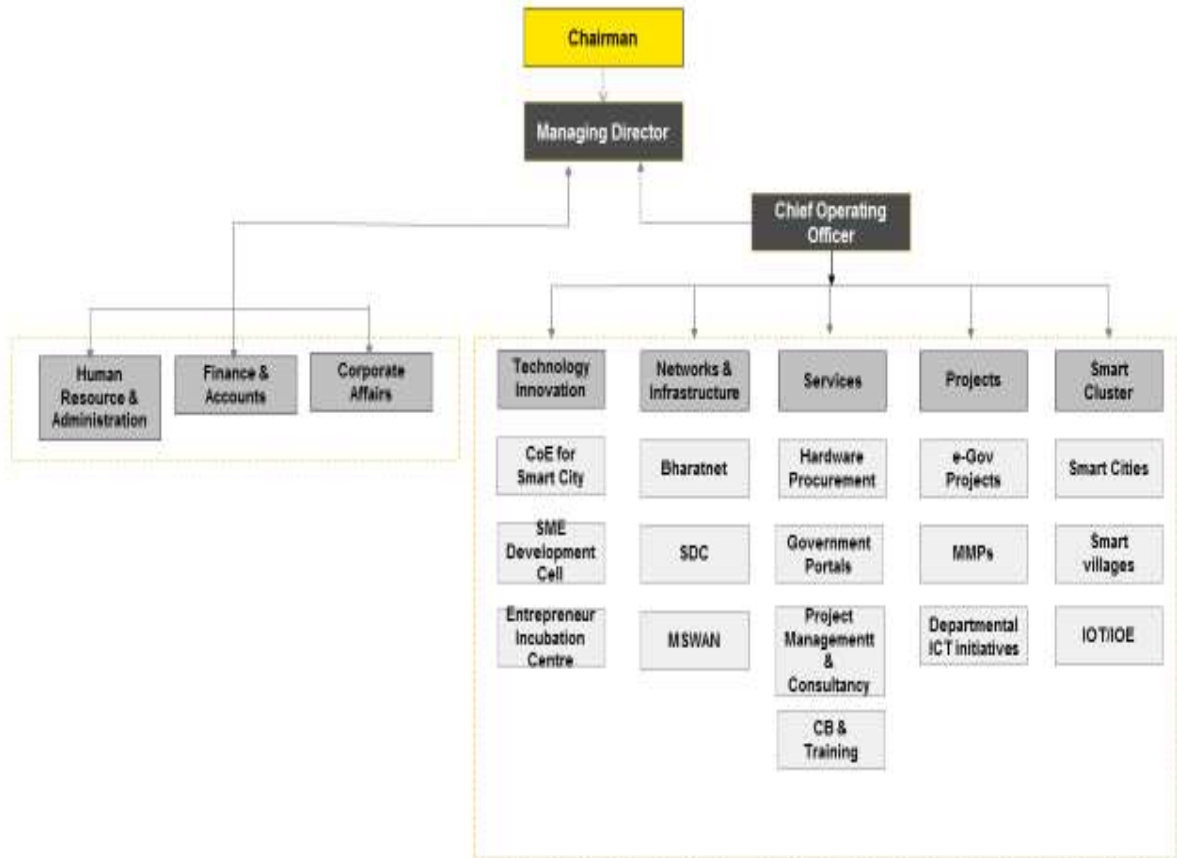 Chairman
Managing Director
Chief Operating
Officer
Human
Resource &
Administration
Finance &
Accounts
Corporate
Affairs
Technology
Innovation
Networks &
Infrastructure
Services
Projects
Smart
Cluster
CoE for
Smart City
Bharatnet
Hardware
Procurement
e-Gov
Projects
Smart Cities
SME
Development
Cell
SDC
Government
Portals
MMPs
Smart
villages
Entrepreneur
Incubation
Centre
MSWAN
Project
Managementt
&
Consultancy
Departmental
ICT initiatives
IOT/IOE
CB &
Training